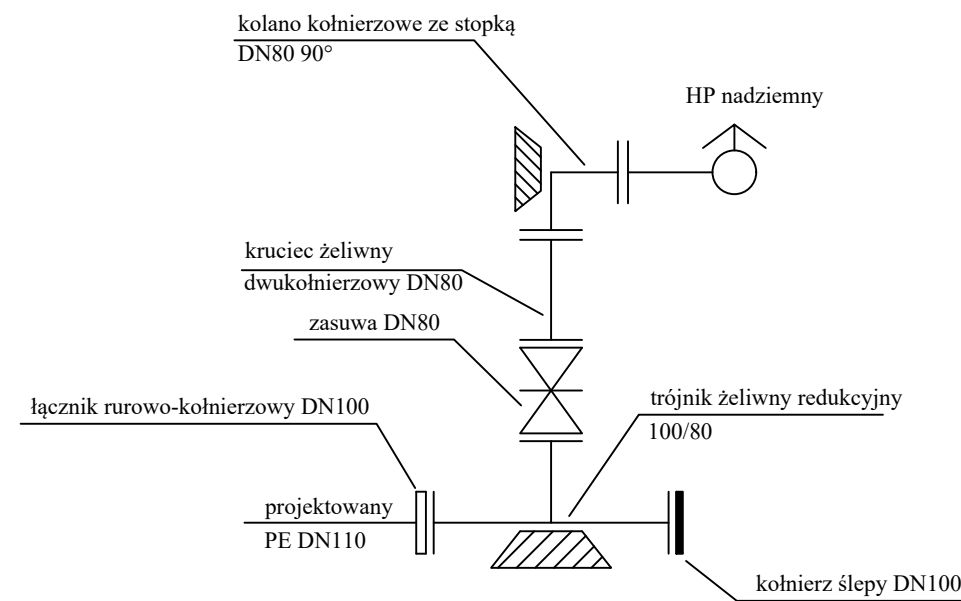 kolano kołnierzowe ze stopką
DN80 90°
HP nadziemny
kruciec żeliwny
dwukołnierzowy DN80
zasuwa DN80
łącznik rurowo-kołnierzowy DN100
trójnik żeliwny redukcyjny
100/80
projektowany
PE DN110
kołnierz ślepy DN100